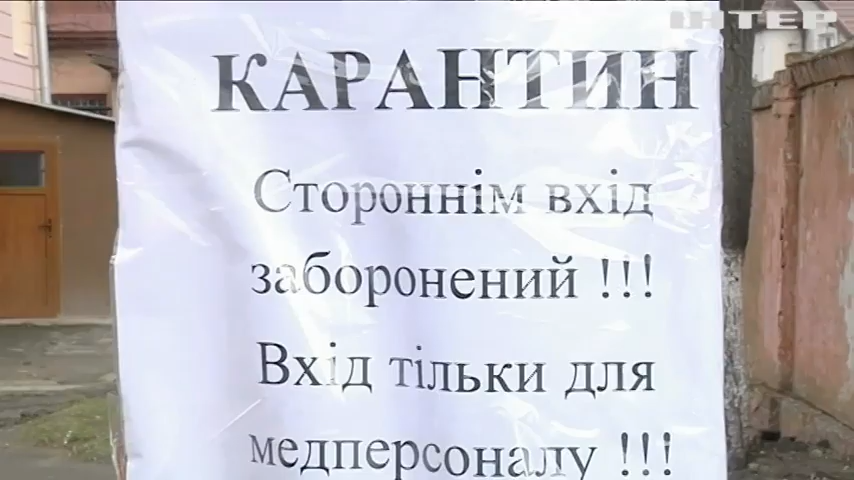 ІНТЕР
КАРАНТИН
Стороннім вхід
заборонений !!!
Вхід тільки для
медперсоналу !!!